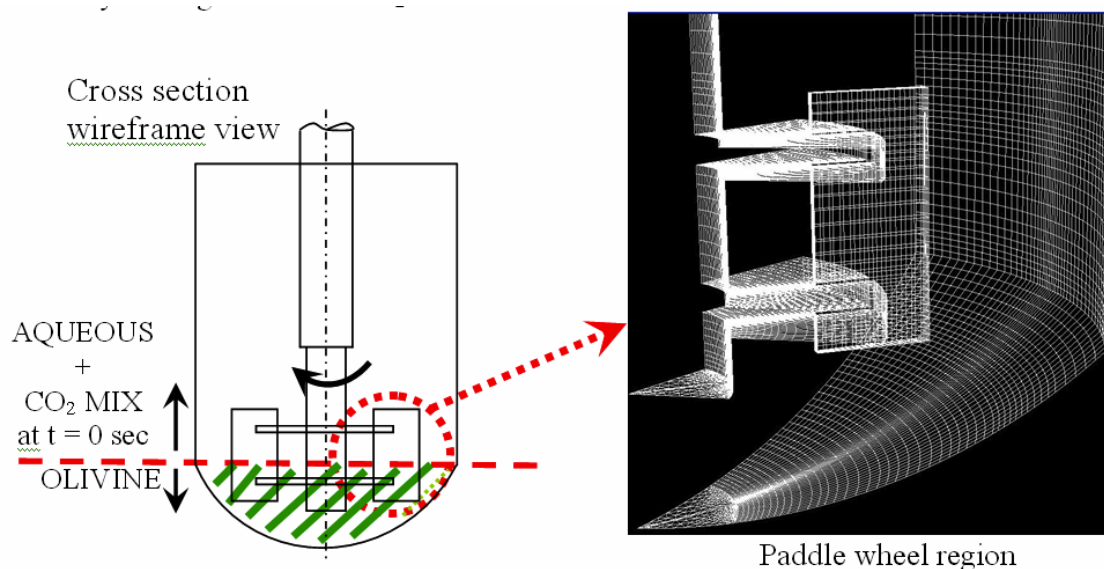 Cross section
wireframe view
AQUEOUS
+
CO₂ MIX
at t = 0 sec
OLIVINE
Paddle wheel region